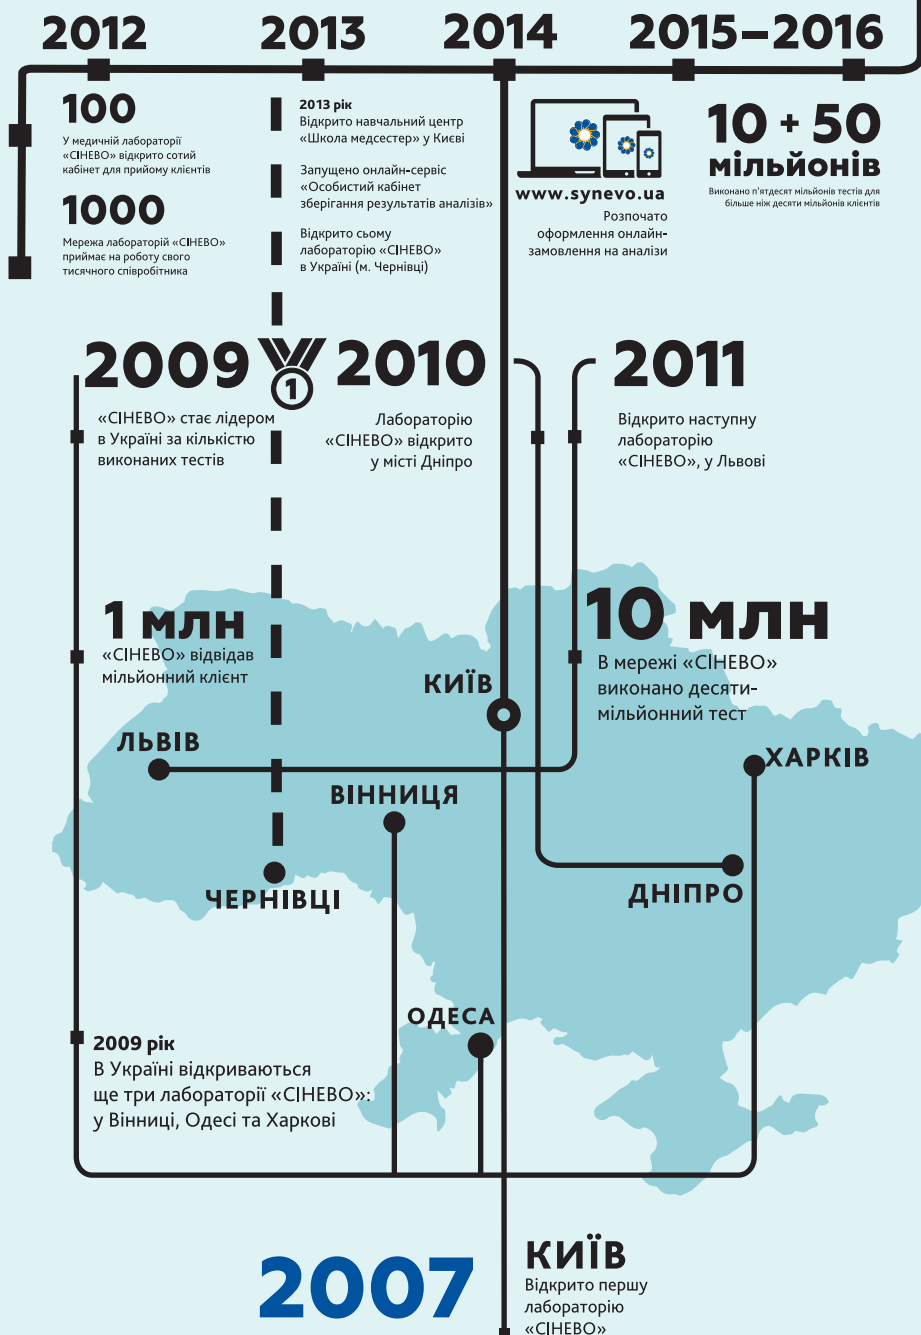 2012
100
У медичній лабораторії
«СІНЕВО» відкрито сотий
кабінет для прийому клієнтів
1000
Мережа лабораторій «СІНЕВО»
приймає на роботу свого
тисячного співробітника
2013
2013 рік
Відкрито навчальний центр
«Школа медсестер» у Києві
Запущено онлайн-сервіс
«Особистий кабінет
зберігання результатів аналізів»
Відкрито сьому
лабораторію «СІНЕВО»
в Україні (м. Чернівці)
2014
www.synevo.ua
Розпочато
оформлення онлайн-
замовлення на аналізи
2015–2016
10 + 50
мільйонів
Виконано п'ятдесят мільйонів тестів для
більше ніж десяти мільйонів клієнтів
2009
1
«СІНЕВО» стає лідером
в Україні за кількістю
виконаних тестів
2010
Лабораторію
«СІНЕВО» відкрито
у місті Дніпро
2011
Відкрито наступну
лабораторію
«СІНЕВО», у Львові
1 млн
«СІНЕВО» відвідав
мільйонний клієнт
10 млн
В мережі «СІНЕВО»
виконано десяти-
мільйонний тест
КИЇВ
ЛЬВІВ
ХАРКІВ
ВІННИЦЯ
ЧЕРНІВЦІ
ДНІПРО
ОДЕСА
2009 рік
В Україні відкриваються
ще три лабораторії «СІНЕВО»:
у Вінниці, Одесі та Харкові
2007
КИЇВ
Відкрито першу
лабораторію
«СІНЕВО»